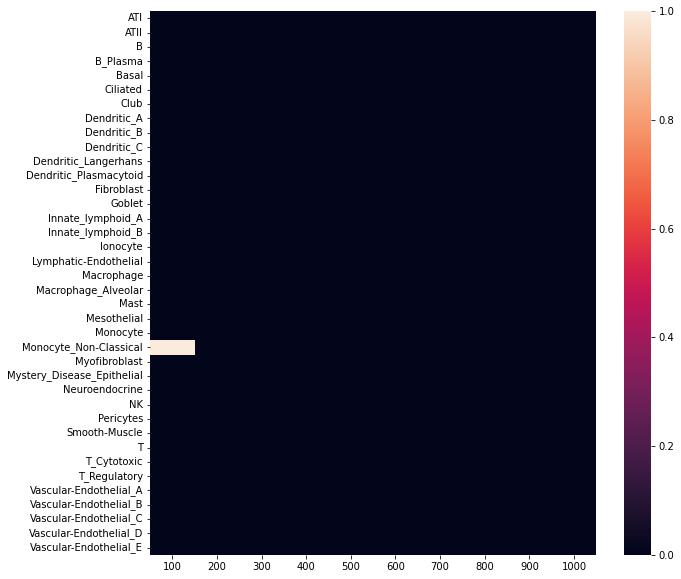 ATI
ATII
B
B_Plasma
Basal
Ciliated
Club
Dendritic_A
Dendritic_B
Dendritic_C
Dendritic_Langerhans
Dendritic_Plasmacytoid
Fibroblast
Goblet
Innate_lymphoid_A
Innate_lymphoid_B
Ionocyte
Lymphatic-Endothelial
Macrophage
Macrophage_Alveolar
Mast
Mesothelial
Monocyte
Monocyte_Non-Classical
Myofibroblast
Mystery_Disease_Epithelial
Neuroendocrine
NK
Pericytes
Smooth-Muscle
T
T_Cytotoxic
T_Regulatory
Vascular-Endothelial_A
Vascular-Endothelial_B
Vascular-Endothelial_C
Vascular-Endothelial_D
Vascular-Endothelial_E
100 200 300 400 500 600 700 800 900 1000
1.0
0.8
0.6
0.4
0.2
0.0